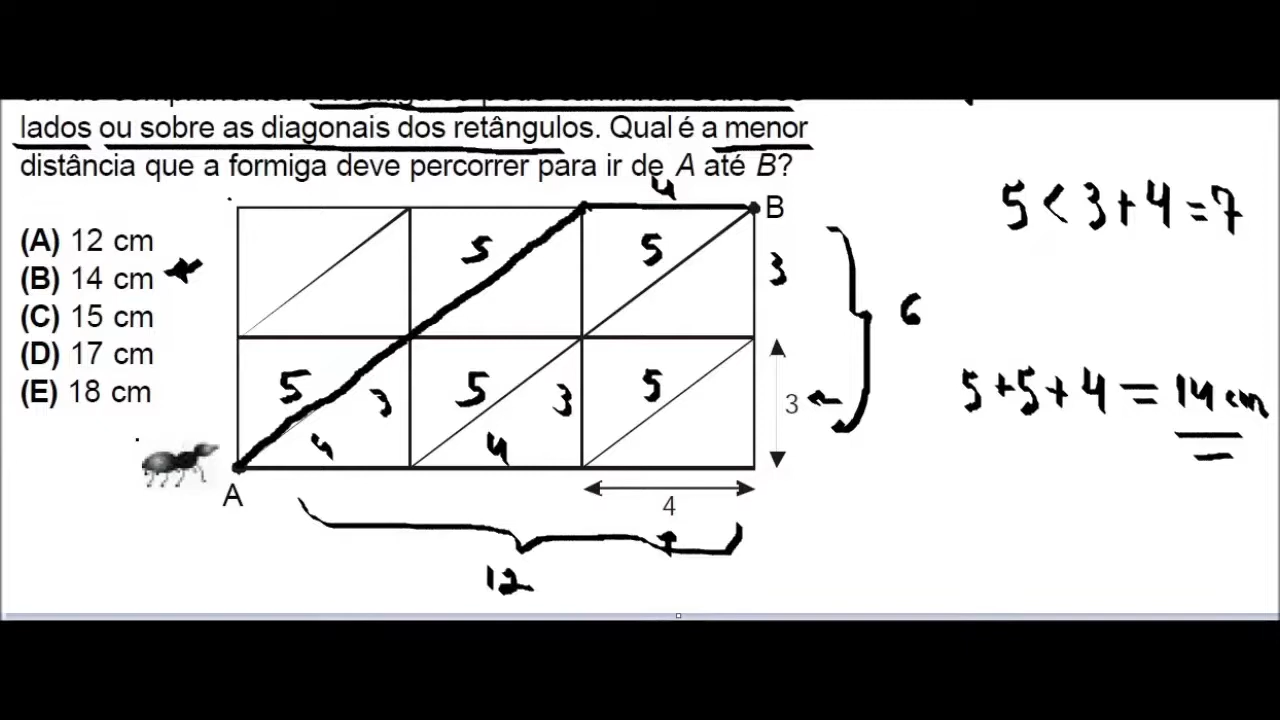 lados ou sobre as diagonais dos retângulos. Qual é a menor
distância que a formiga deve percorrer para ir de A até B?
(A) 12 cm
(B) 14 cm
(C) 15 cm
(D) 17 cm
(E) 18 cm
4
B
5
5
3
5
3
5
3
5
3
4
4
A
4
12
6
5 < 3 + 4 = 7
5 + 5 + 4 = 14 cm